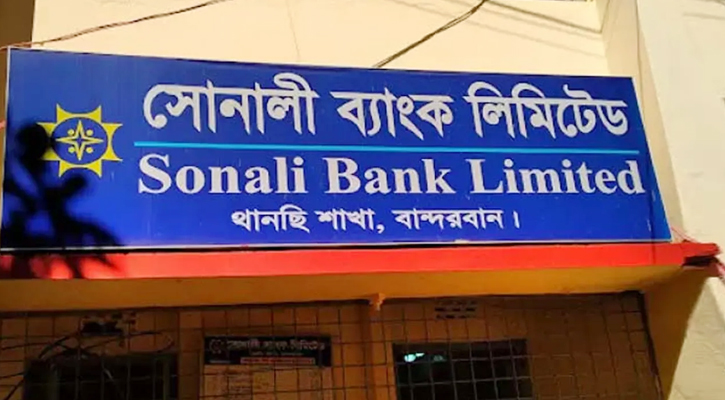 সোনালী ব্যাংক লিমিটেড
Sonali Bank Limited
থানছি শাখা, বান্দরবান।
সোনালী ব্যাংক লিমিটেড